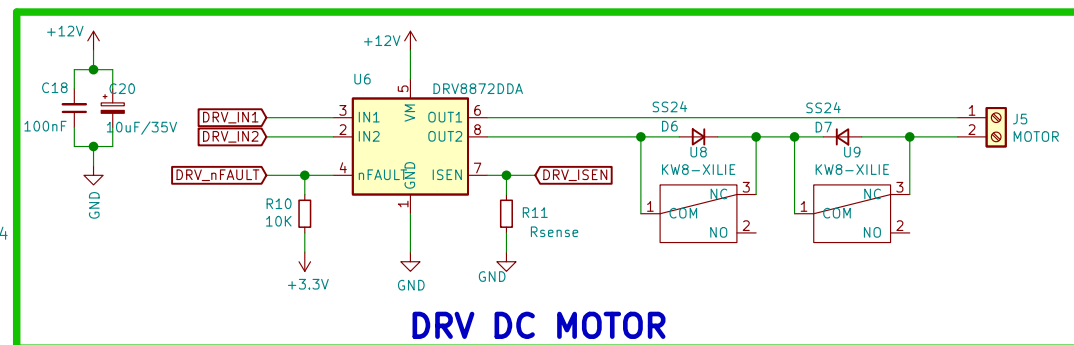 +12V
C18
C20
+
100nF
10uF/35V
GND
+12V
U6
DRV8872DDA
5
VM
DRV_IN1
3
IN1
OUT1
6
DRV_IN2
2
IN2
OUT2
8
DRV_nFAULT
4
nFAULT
GND
ISEN
7
DRV_ISEN
1
R10
10K
+3.3V
GND
R11
Rsense
GND
SS24
D6
U8
KW8-XILIE
1
COM
NC
3
NO
2
SS24
D7
U9
KW8-XILIE
1
COM
NC
3
NO
2
1
2
J5
MOTOR
4
DRV DC MOTOR